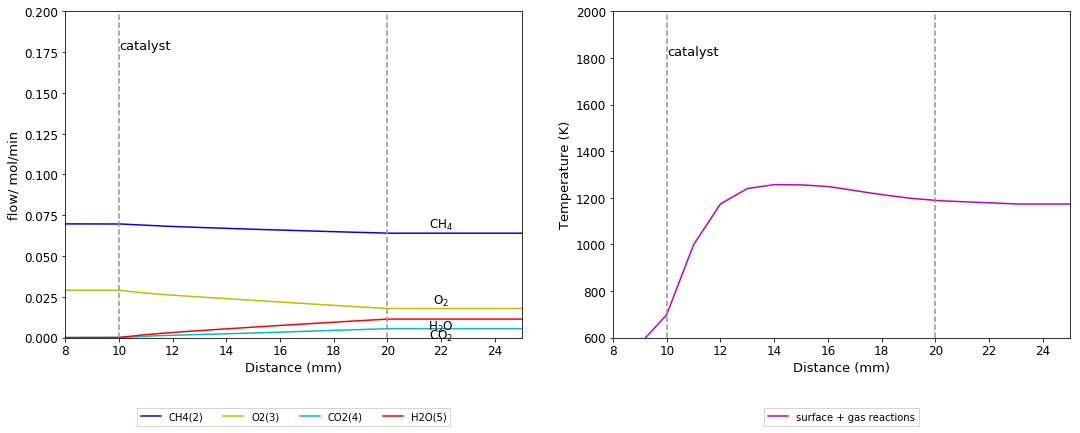 0.200
0.175
0.150
0.125
0.100
0.075
0.050
0.025
0.000
flow/ mol/min
catalyst
CH₄
O₂
H₂O
CO₂
8 10 12 14 16 18 20 22 24
Distance (mm)
CH4(2) O2(3) CO2(4) H2O(5)
2000
1800
1600
1400
1200
1000
800
600
Temperature (K)
catalyst
8 10 12 14 16 18 20 22 24
Distance (mm)
surface + gas reactions